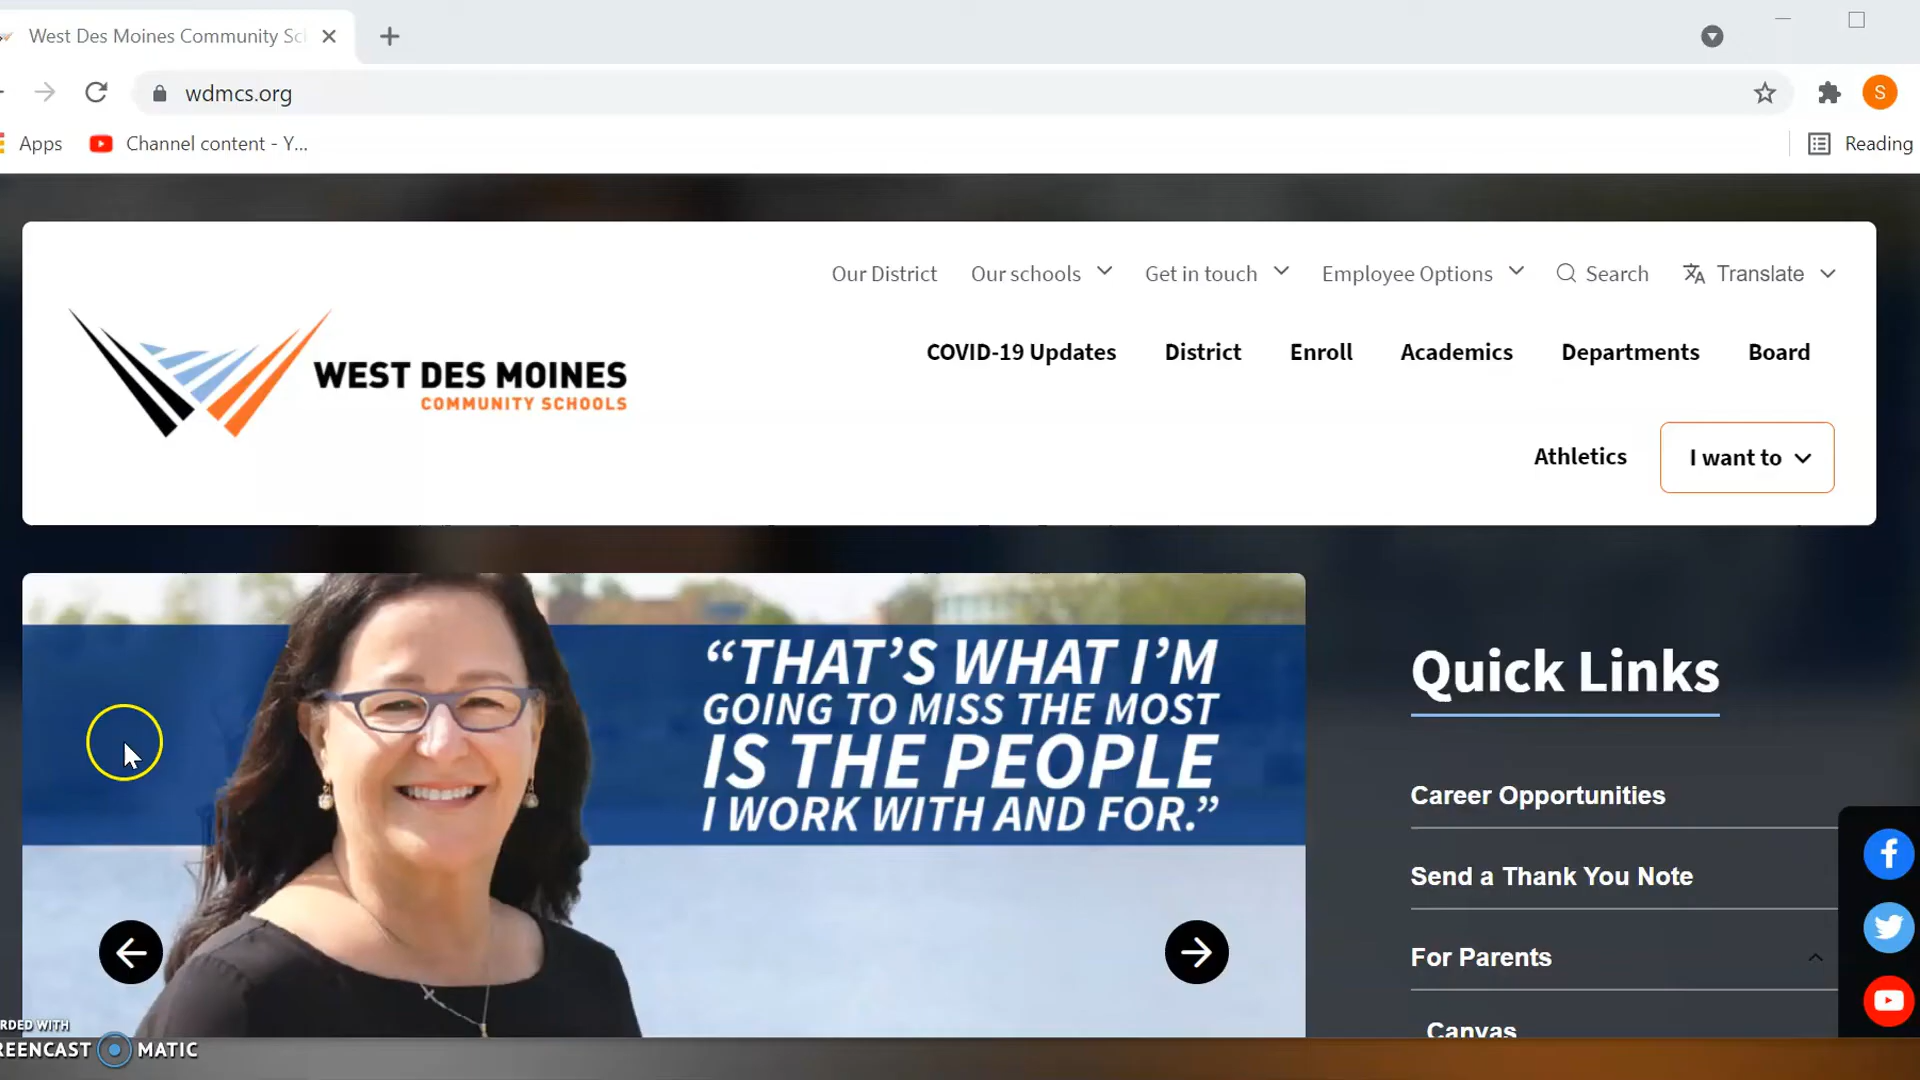 West Des Moines Community Sc
wdmcs.org
S
Apps
Channel content - Y...
Reading
Our District
Our schools
Get in touch
Employee Options
Search
Translate
COVID-19 Updates
District
Enroll
Academics
Departments
Board
WEST DES MOINES
COMMUNITY SCHOOLS
Athletics
I want to
“THAT’S WHAT I’M
GOING TO MISS THE MOST
IS THE PEOPLE
I WORK WITH AND FOR.”
Quick Links
Career Opportunities
Send a Thank You Note
For Parents
Canvas
RDED WITH
REENCAST MATIC